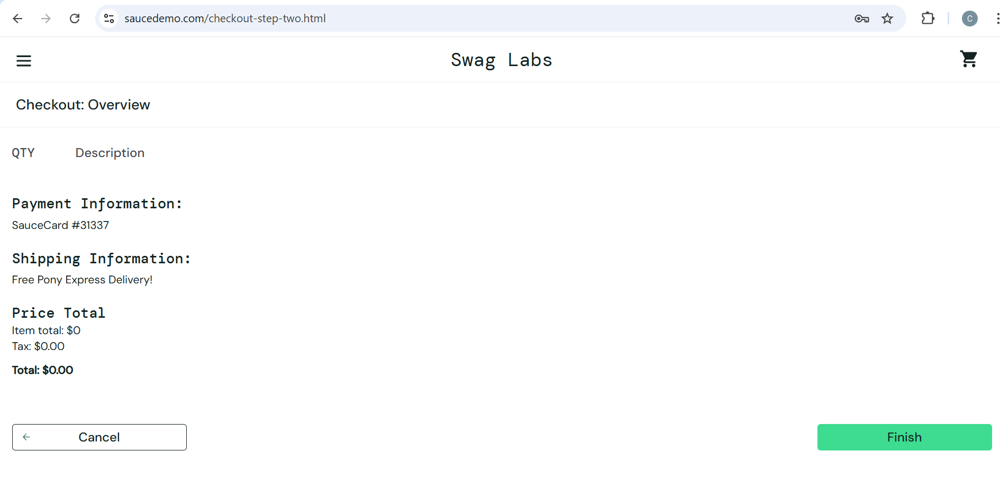 saucedemo.com/checkout-step-two.html
C
Swag Labs
Checkout: Overview
QTY Description
Payment Information:
SauceCard #31337
Shipping Information:
Free Pony Express Delivery!
Price Total
Item total: $0
Tax: $0.00
Total: $0.00
Cancel Finish